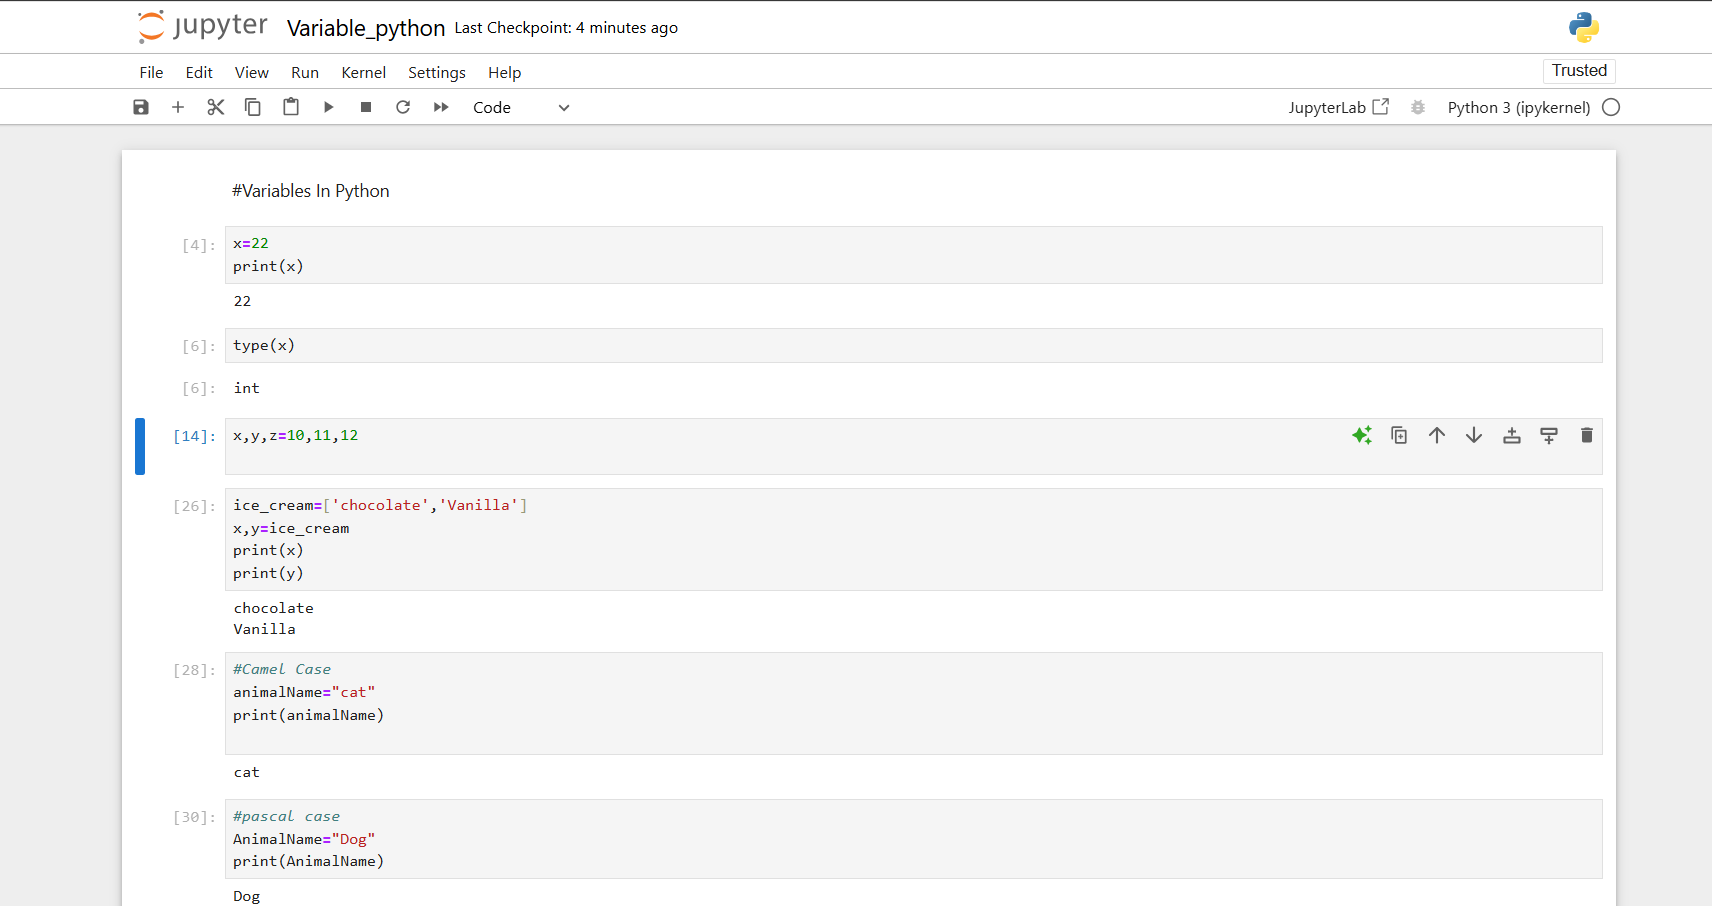 jupyter Variable_python Last Checkpoint: 4 minutes ago
File Edit View Run Kernel Settings Help Trusted
Code JupyterLab Python 3 (ipykernel)
#Variables In Python
[4]: x=22
print(x)
22
[6]: type(x)
[6]: int
[14]: x,y,z=10,11,12
[26]: ice_cream=['chocolate','Vanilla']
x,y=ice_cream
print(x)
print(y)
chocolate
Vanilla
[28]: #Camel Case
animalName="cat"
print(animalName)
cat
[30]: #pascal case
AnimalName="Dog"
print(AnimalName)
Dog